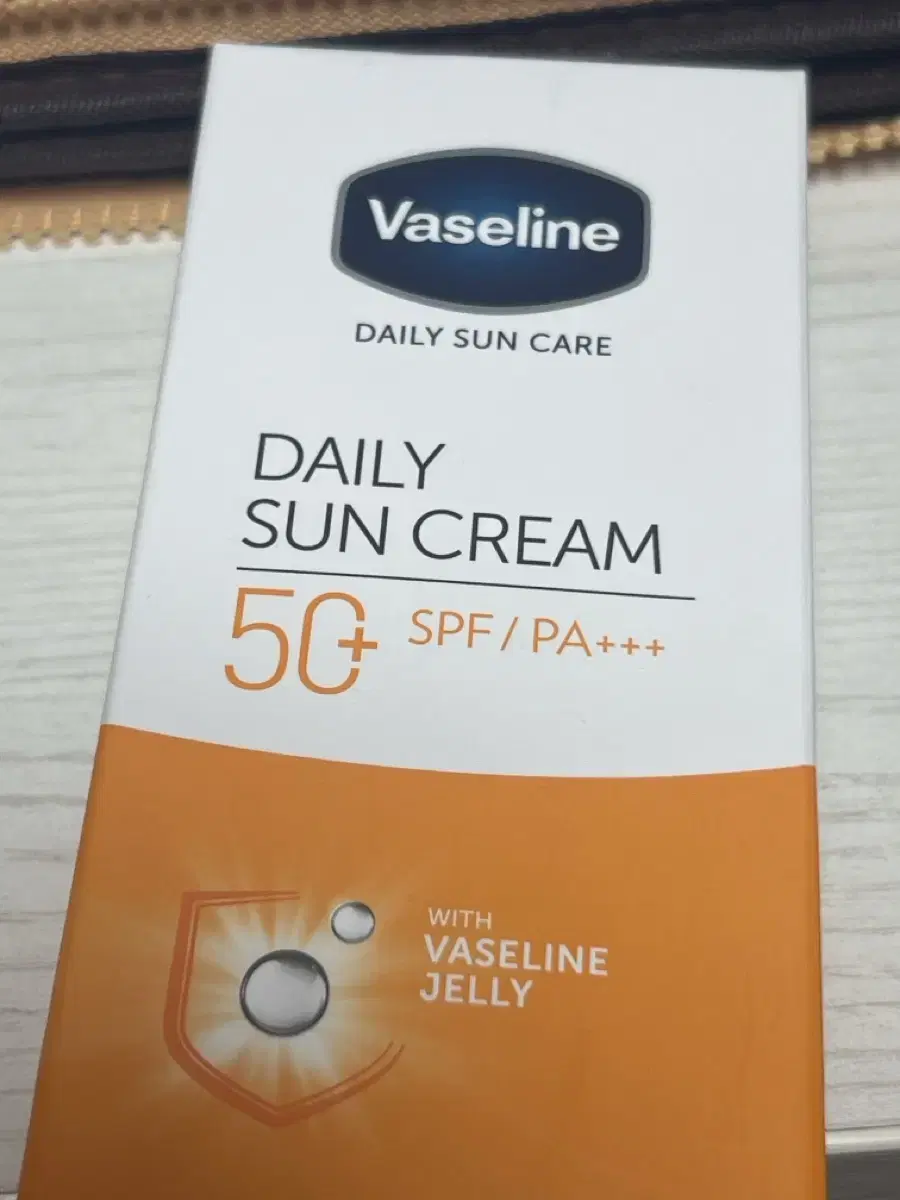 Vaseline
DAILY SUN CARE
DAILY
SUN CREAM
50+ SPF / PA+++
WITH
VASELINE
JELLY